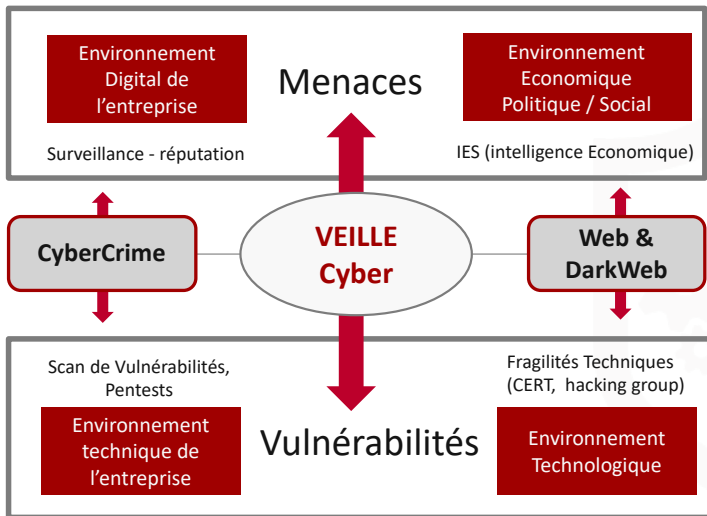 Environnement
Digital de
l’entreprise
Menaces
Environnement
Economique
Politique / Social
Surveillance - réputation
IES (intelligence Economique)
CyberCrime
VEILLE
Cyber
Web &
DarkWeb
Scan de Vulnérabilités,
Pentests
Fragilités Techniques
(CERT, hacking group)
Environnement
technique de
l’entreprise
Vulnérabilités
Environnement
Technologique